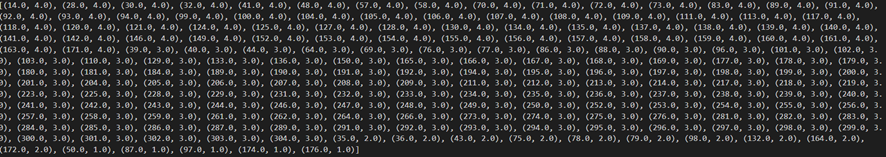 [(14.0, 4.0), (28.0, 4.0), (30.0, 4.0), (32.0, 4.0), (41.0, 4.0), (48.0, 4.0), (57.0, 4.0), (58.0, 4.0), (70.0, 4.0), (71.0, 4.0), (72.0, 4.0), (73.0, 4.0), (83.0, 4.0), (89.0, 4.0), (91.0, 4.0),
(92.0, 4.0), (93.0, 4.0), (94.0, 4.0), (99.0, 4.0), (100.0, 4.0), (104.0, 4.0), (105.0, 4.0), (106.0, 4.0), (107.0, 4.0), (108.0, 4.0), (109.0, 4.0), (111.0, 4.0), (113.0, 4.0), (117.0, 4.0),
(118.0, 4.0), (120.0, 4.0), (121.0, 4.0), (124.0, 4.0), (125.0, 4.0), (127.0, 4.0), (128.0, 4.0), (130.0, 4.0), (134.0, 4.0), (135.0, 4.0), (137.0, 4.0), (138.0, 4.0), (139.0, 4.0), (140.0, 4.0),
(141.0, 4.0), (142.0, 4.0), (146.0, 4.0), (149.0, 4.0), (152.0, 4.0), (153.0, 4.0), (154.0, 4.0), (155.0, 4.0), (156.0, 4.0), (157.0, 4.0), (158.0, 4.0), (159.0, 4.0), (160.0, 4.0), (161.0, 4.0),
(163.0, 4.0), (171.0, 4.0), (39.0, 3.0), (40.0, 3.0), (44.0, 3.0), (64.0, 3.0), (69.0, 3.0), (76.0, 3.0), (77.0, 3.0), (86.0, 3.0), (88.0, 3.0), (90.0, 3.0), (96.0, 3.0), (101.0, 3.0), (102.0, 3.
0), (103.0, 3.0), (110.0, 3.0), (129.0, 3.0), (133.0, 3.0), (136.0, 3.0), (150.0, 3.0), (165.0, 3.0), (166.0, 3.0), (167.0, 3.0), (168.0, 3.0), (169.0, 3.0), (177.0, 3.0), (178.0, 3.0), (179.0, 3.
0), (180.0, 3.0), (181.0, 3.0), (184.0, 3.0), (189.0, 3.0), (190.0, 3.0), (191.0, 3.0), (192.0, 3.0), (194.0, 3.0), (195.0, 3.0), (196.0, 3.0), (197.0, 3.0), (198.0, 3.0), (199.0, 3.0), (200.0, 3.
0), (201.0, 3.0), (204.0, 3.0), (205.0, 3.0), (206.0, 3.0), (207.0, 3.0), (208.0, 3.0), (209.0, 3.0), (211.0, 3.0), (212.0, 3.0), (213.0, 3.0), (214.0, 3.0), (217.0, 3.0), (218.0, 3.0), (219.0, 3.
0), (223.0, 3.0), (225.0, 3.0), (228.0, 3.0), (229.0, 3.0), (231.0, 3.0), (232.0, 3.0), (233.0, 3.0), (234.0, 3.0), (235.0, 3.0), (236.0, 3.0), (237.0, 3.0), (238.0, 3.0), (239.0, 3.0), (240.0, 3.
0), (241.0, 3.0), (242.0, 3.0), (243.0, 3.0), (244.0, 3.0), (246.0, 3.0), (247.0, 3.0), (248.0, 3.0), (249.0, 3.0), (250.0, 3.0), (252.0, 3.0), (253.0, 3.0), (254.0, 3.0), (255.0, 3.0), (256.0, 3.
0), (257.0, 3.0), (258.0, 3.0), (259.0, 3.0), (261.0, 3.0), (262.0, 3.0), (264.0, 3.0), (266.0, 3.0), (273.0, 3.0), (274.0, 3.0), (275.0, 3.0), (276.0, 3.0), (281.0, 3.0), (282.0, 3.0), (283.0, 3.
0), (284.0, 3.0), (285.0, 3.0), (286.0, 3.0), (287.0, 3.0), (289.0, 3.0), (291.0, 3.0), (292.0, 3.0), (293.0, 3.0), (294.0, 3.0), (295.0, 3.0), (296.0, 3.0), (297.0, 3.0), (298.0, 3.0), (299.0, 3.
0), (300.0, 3.0), (301.0, 3.0), (302.0, 3.0), (303.0, 3.0), (304.0, 3.0), (35.0, 2.0), (36.0, 2.0), (43.0, 2.0), (75.0, 2.0), (78.0, 2.0), (79.0, 2.0), (98.0, 2.0), (132.0, 2.0), (164.0, 2.0),
(172.0, 2.0), (50.0, 1.0), (87.0, 1.0), (97.0, 1.0), (174.0, 1.0), (176.0, 1.0)]